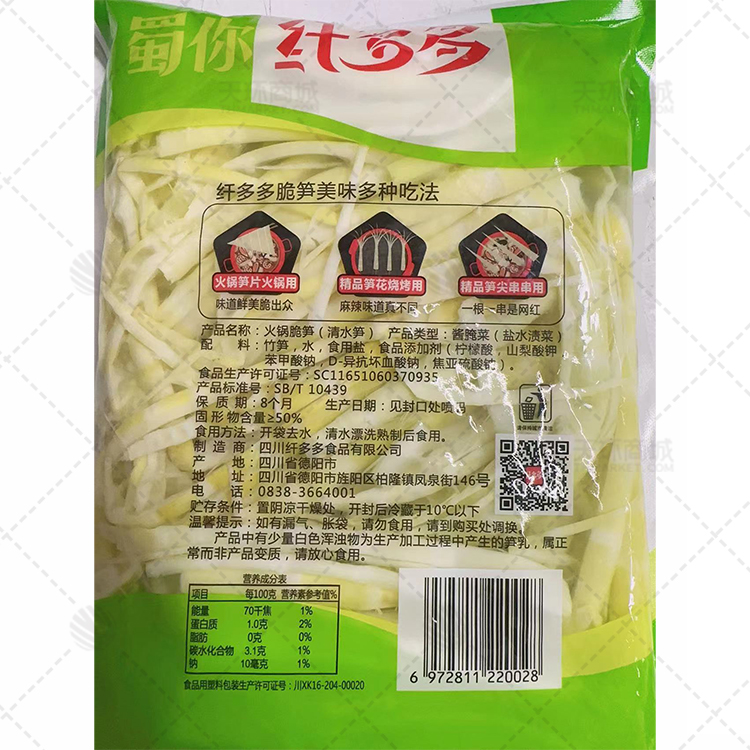 蜀你 纤多多
纤多多脆笋美味多种吃法
火锅笋片火锅用 精品笋花烧烤用 精品笋尖串串用
味道鲜美脆出众 麻辣味道真不同 一根一串是网红
产品名称：火锅脆笋（清水笋） 产品类型：酱腌菜（盐水渍菜）
配 料：竹笋，水，食用盐，食品添加剂（柠檬酸，山梨酸钾
苯甲酸钠，D-异抗坏血酸钠，焦亚硫酸钠）。
食品生产许可证号：SC11651060370935
产品标准号：SB/T 10439
保 质 期：8个月 生产日期：见封口处喷码
固形物含量≥50%
食用方法：开袋去水，清水漂洗熟制后食用。
制 造 商：四川纤多多食品有限公司
产 地：四川省德阳市
地 址：四川省德阳市旌阳区柏隆镇凤泉街146号
电 话：0838-3664001
贮存条件：置阴凉干燥处，开封后冷藏于10℃以下
温馨提示：如有漏气、胀袋，请勿食用，请到购买处调换，
产品中有少量白色浑浊物为生产加工过程中产生的笋乳，属正
常而非产品变质，请放心食用。
营养成分表
项目 每100克 营养素参考值%
能量 70千焦 1%
蛋白质 1.0克 2%
脂肪 0克 0%
碳水化合物 3.1克 1%
钠 10毫克 1%
食品用塑料包装生产许可证号：川XK16-204-00020
6 972811 220028
天环商城